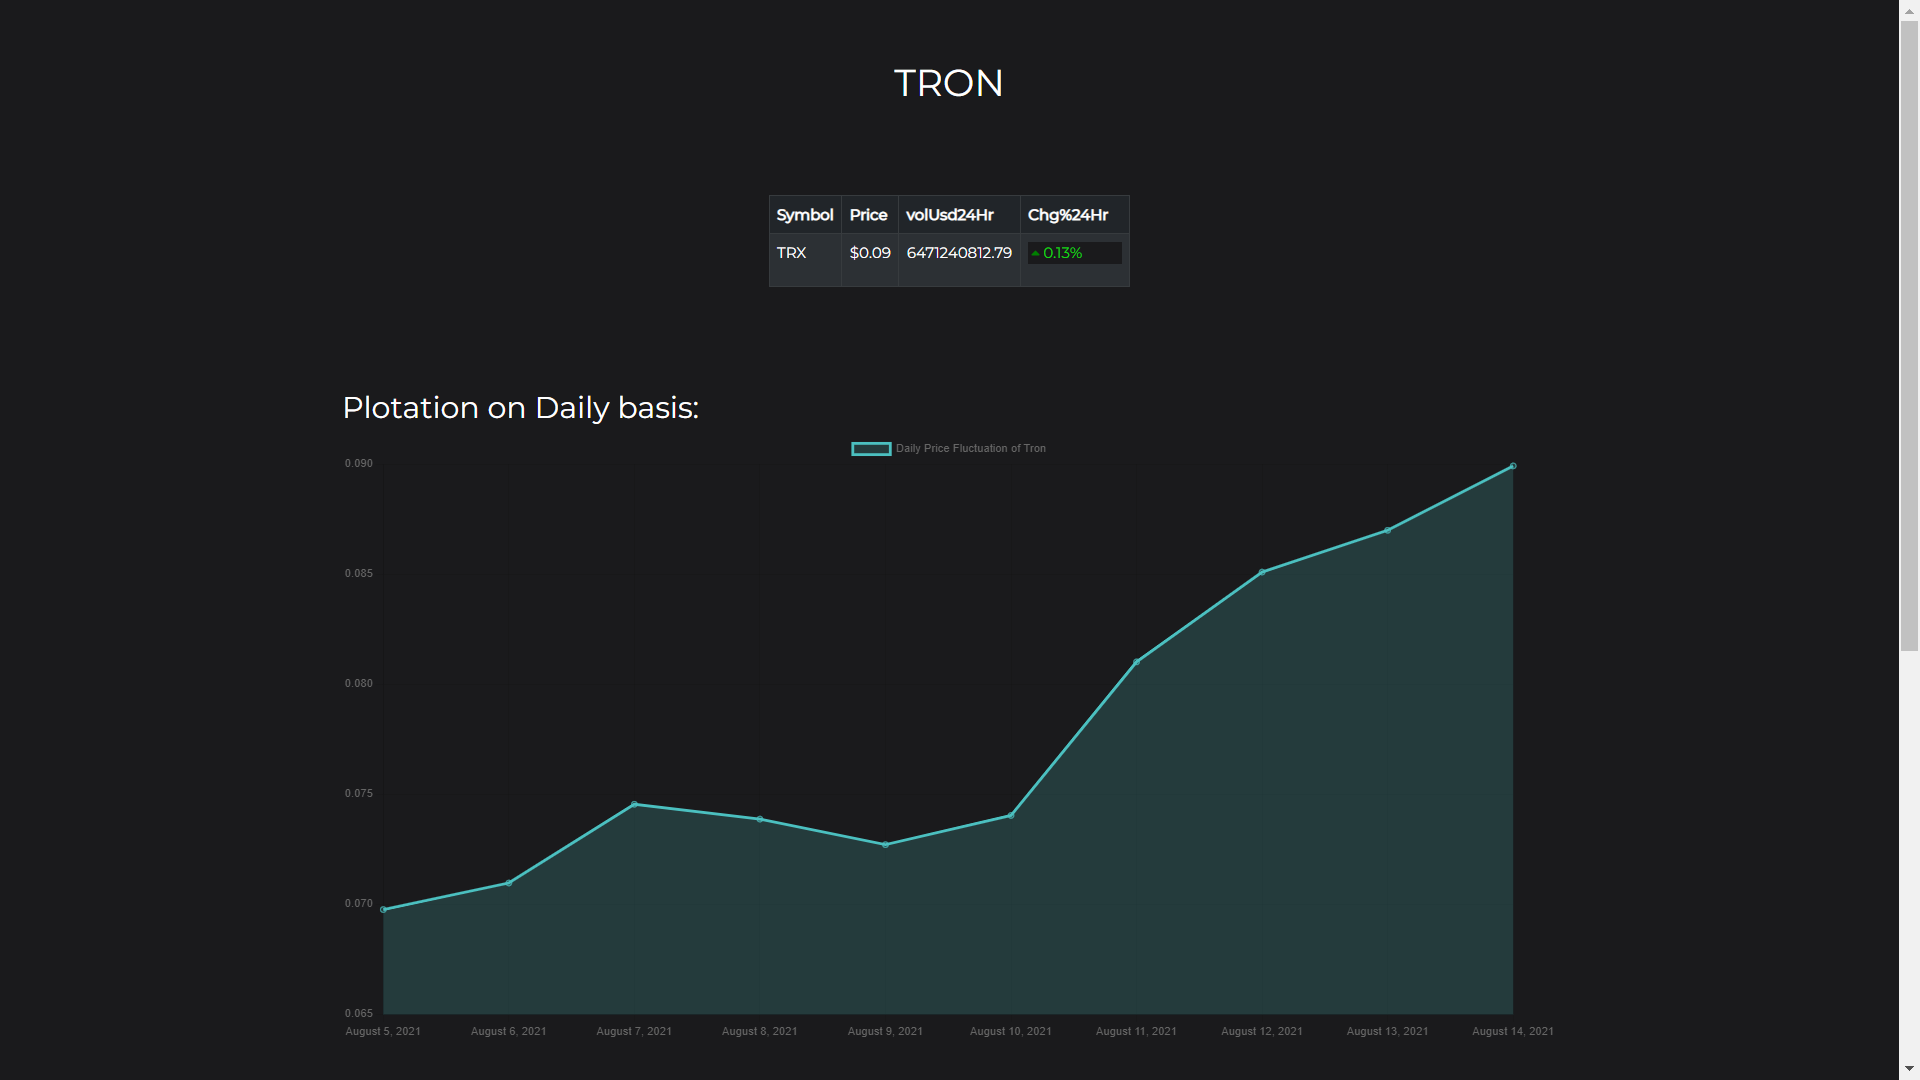 TRON
Symbol Price volUsd24Hr Chg%24Hr
TRX $0.09 6471240812.79 0.13%
Plotation on Daily basis:
Daily Price Fluctuation of Tron
0.090
0.085
0.080
0.075
0.070
0.065
August 5, 2021 August 6, 2021 August 7, 2021 August 8, 2021 August 9, 2021 August 10, 2021 August 11, 2021 August 12, 2021 August 13, 2021 August 14, 2021